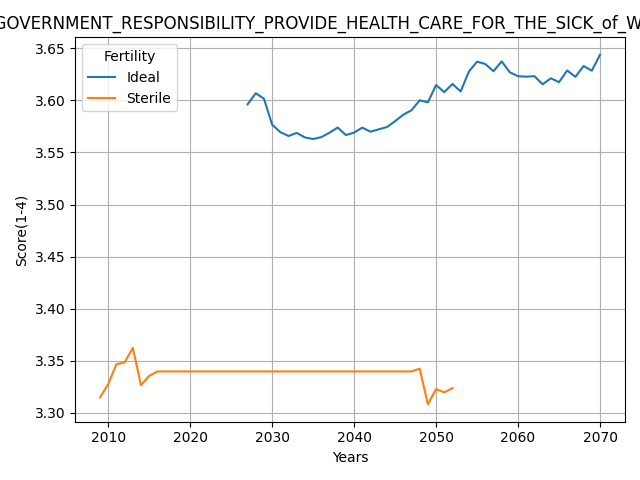 GOVERNMENT_RESPONSIBILITY_PROVIDE_HEALTH_CARE_FOR_THE_SICK_of_W
Fertility
Ideal
Sterile
Score(1-4)
3.65
3.60
3.55
3.50
3.45
3.40
3.35
3.30
2010 2020 2030 2040 2050 2060 2070
Years